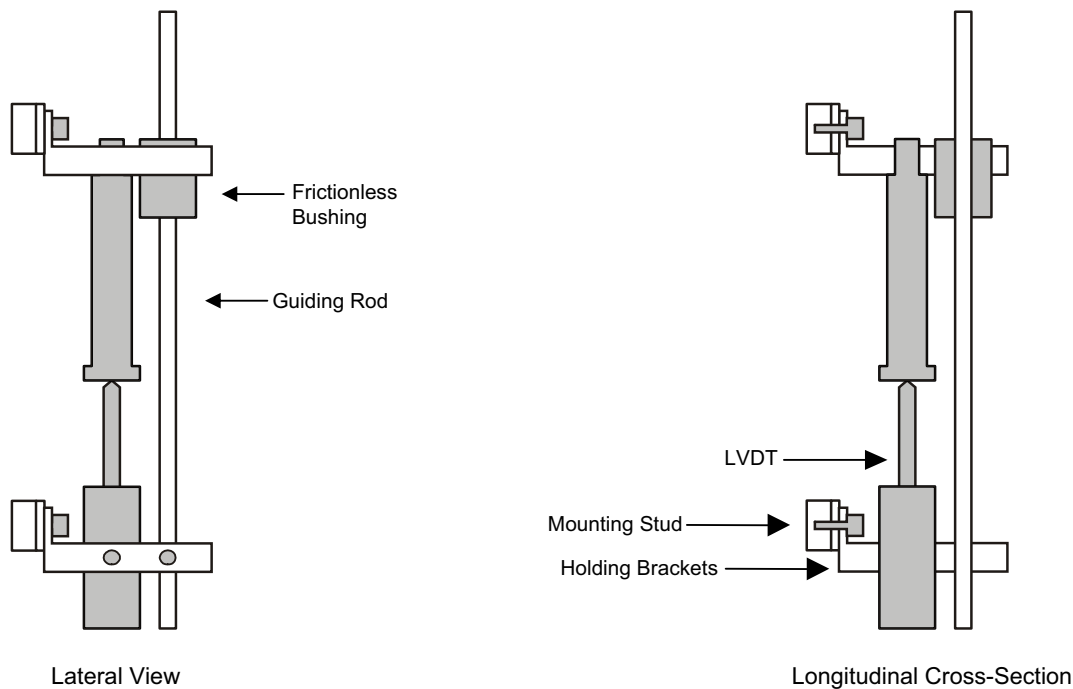 Frictionless
Bushing
Guiding Rod
LVDT
Mounting Stud
Holding Brackets
Lateral View
Longitudinal Cross-Section